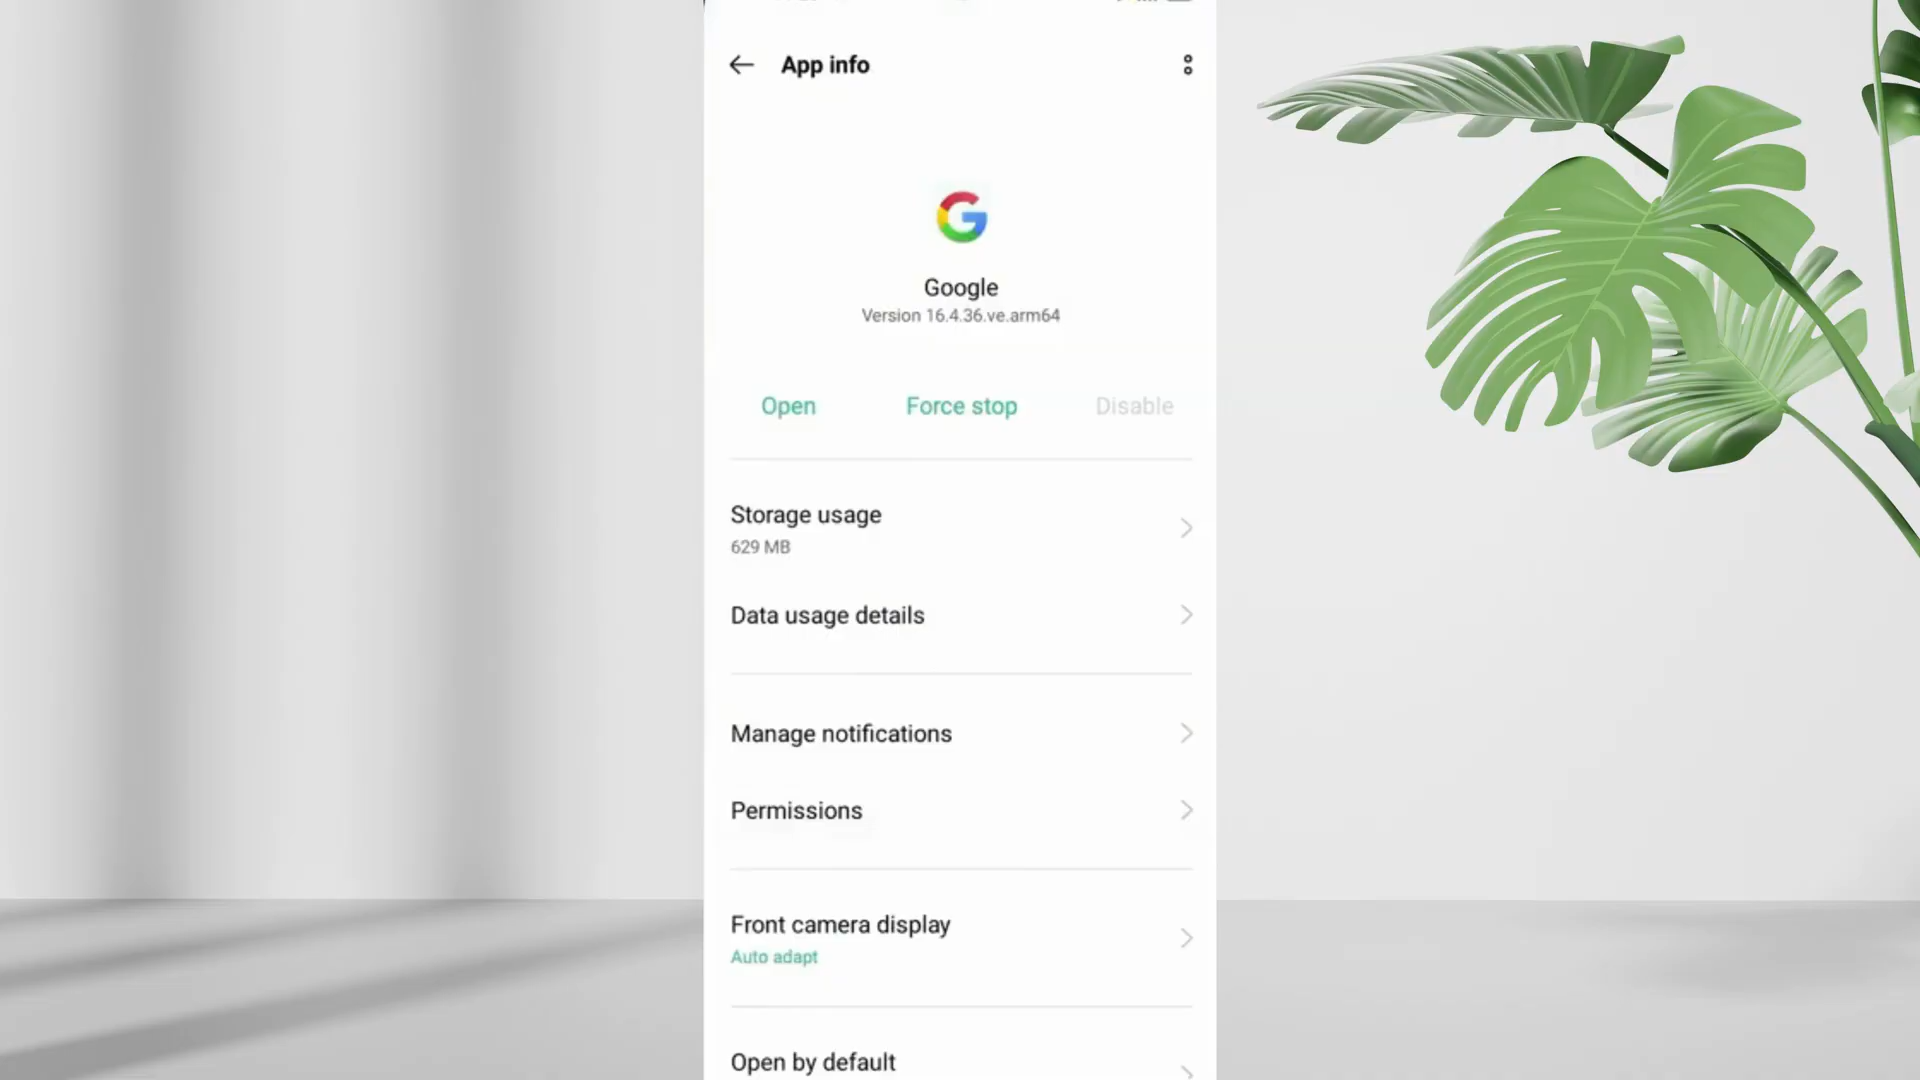 App info
Google
Version 16.4.36.ve.arm64
Open
Force stop
Disable
Storage usage
629 MB
Data usage details
Manage notifications
Permissions
Front camera display
Auto adapt
Open by default